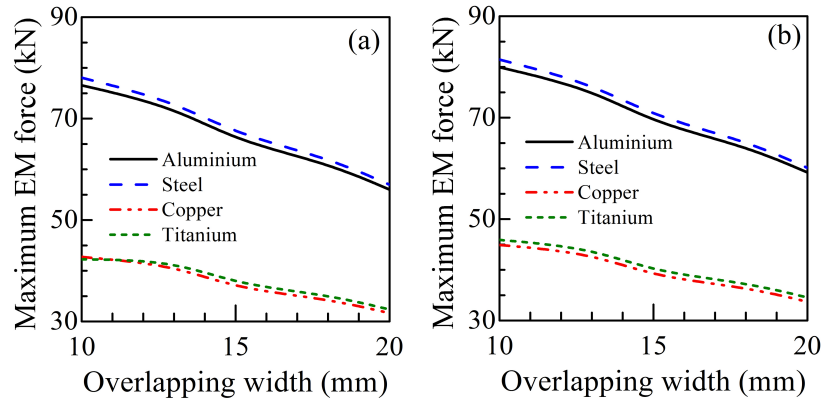 Maximum EM force (kN)
90
70
50
30
(a)
Aluminium
Steel
Copper
Titanium
10
15
20
Overlapping width (mm)
Maximum EM force (kN)
90
70
50
30
(b)
Aluminium
Steel
Copper
Titanium
10
15
20
Overlapping width (mm)